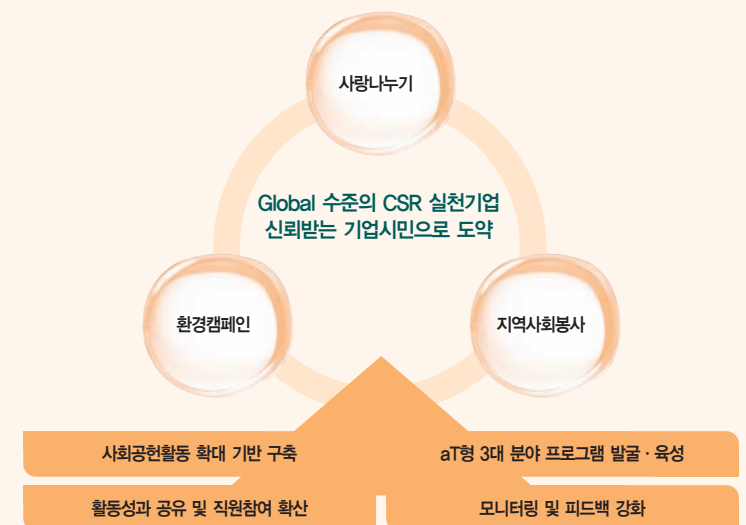 사랑나누기
Global 수준의 CSR 실천기업
신뢰받는 기업시민으로 도약
환경캠페인
지역사회봉사
사회공헌활동 확대 기반 구축
aT형 3대 분야 프로그램 발굴 · 육성
활동성과 공유 및 직원참여 확산
모니터링 및 피드백 강화